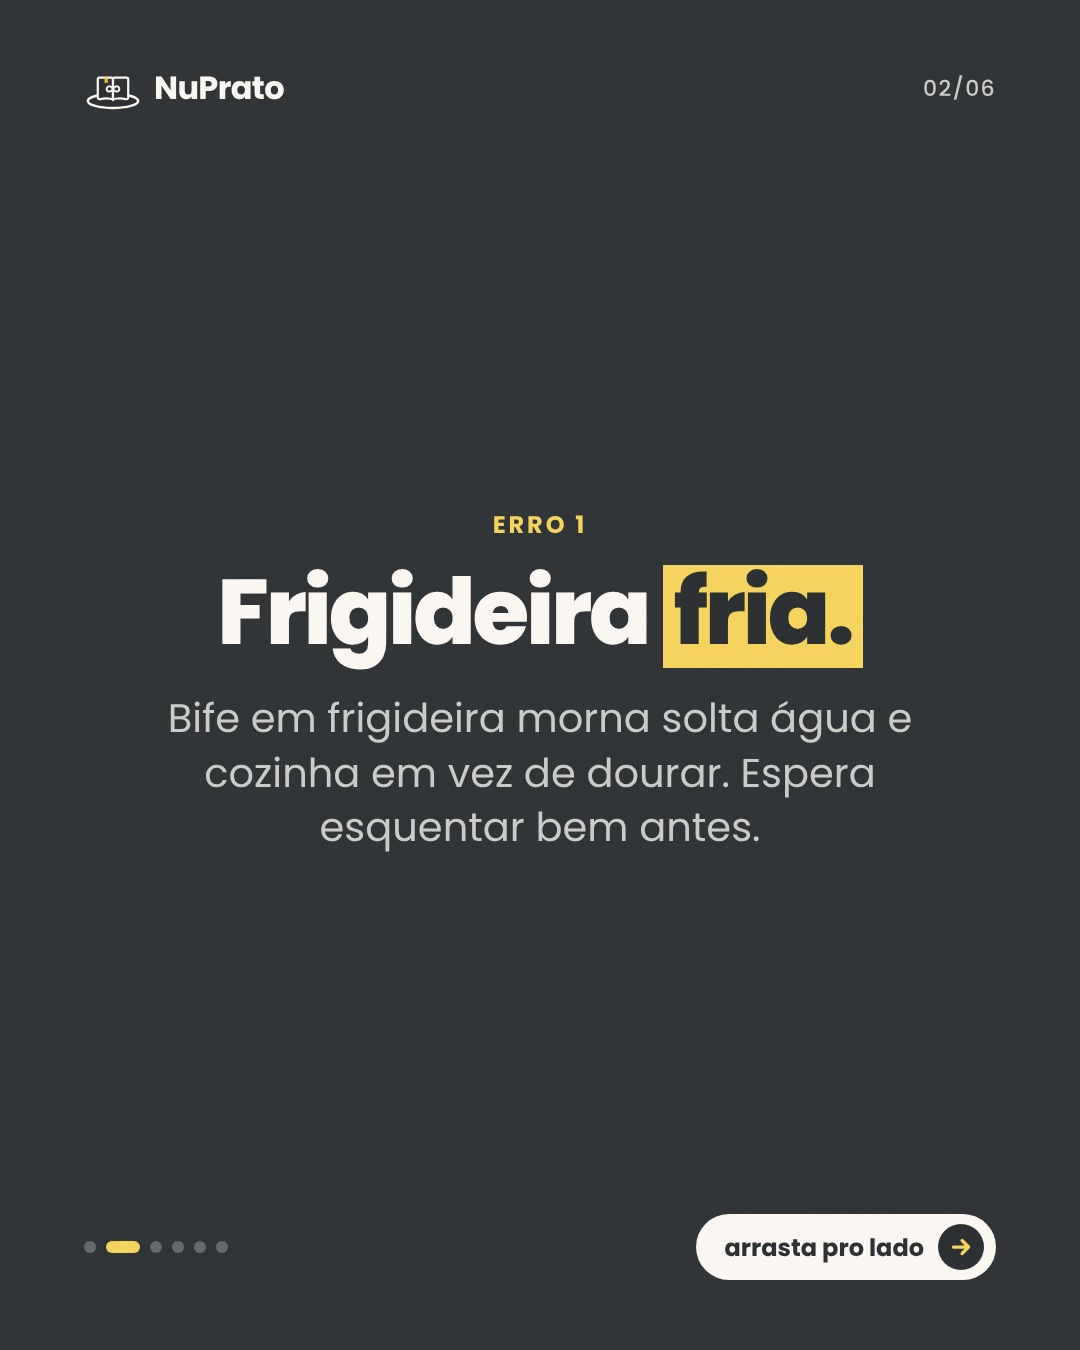 NuPrato
02/06
ERRO 1
Frigideira fria.
Bife em frigideira morna solta água e
cozinha em vez de dourar. Espera
esquentar bem antes.
arrasta pro lado